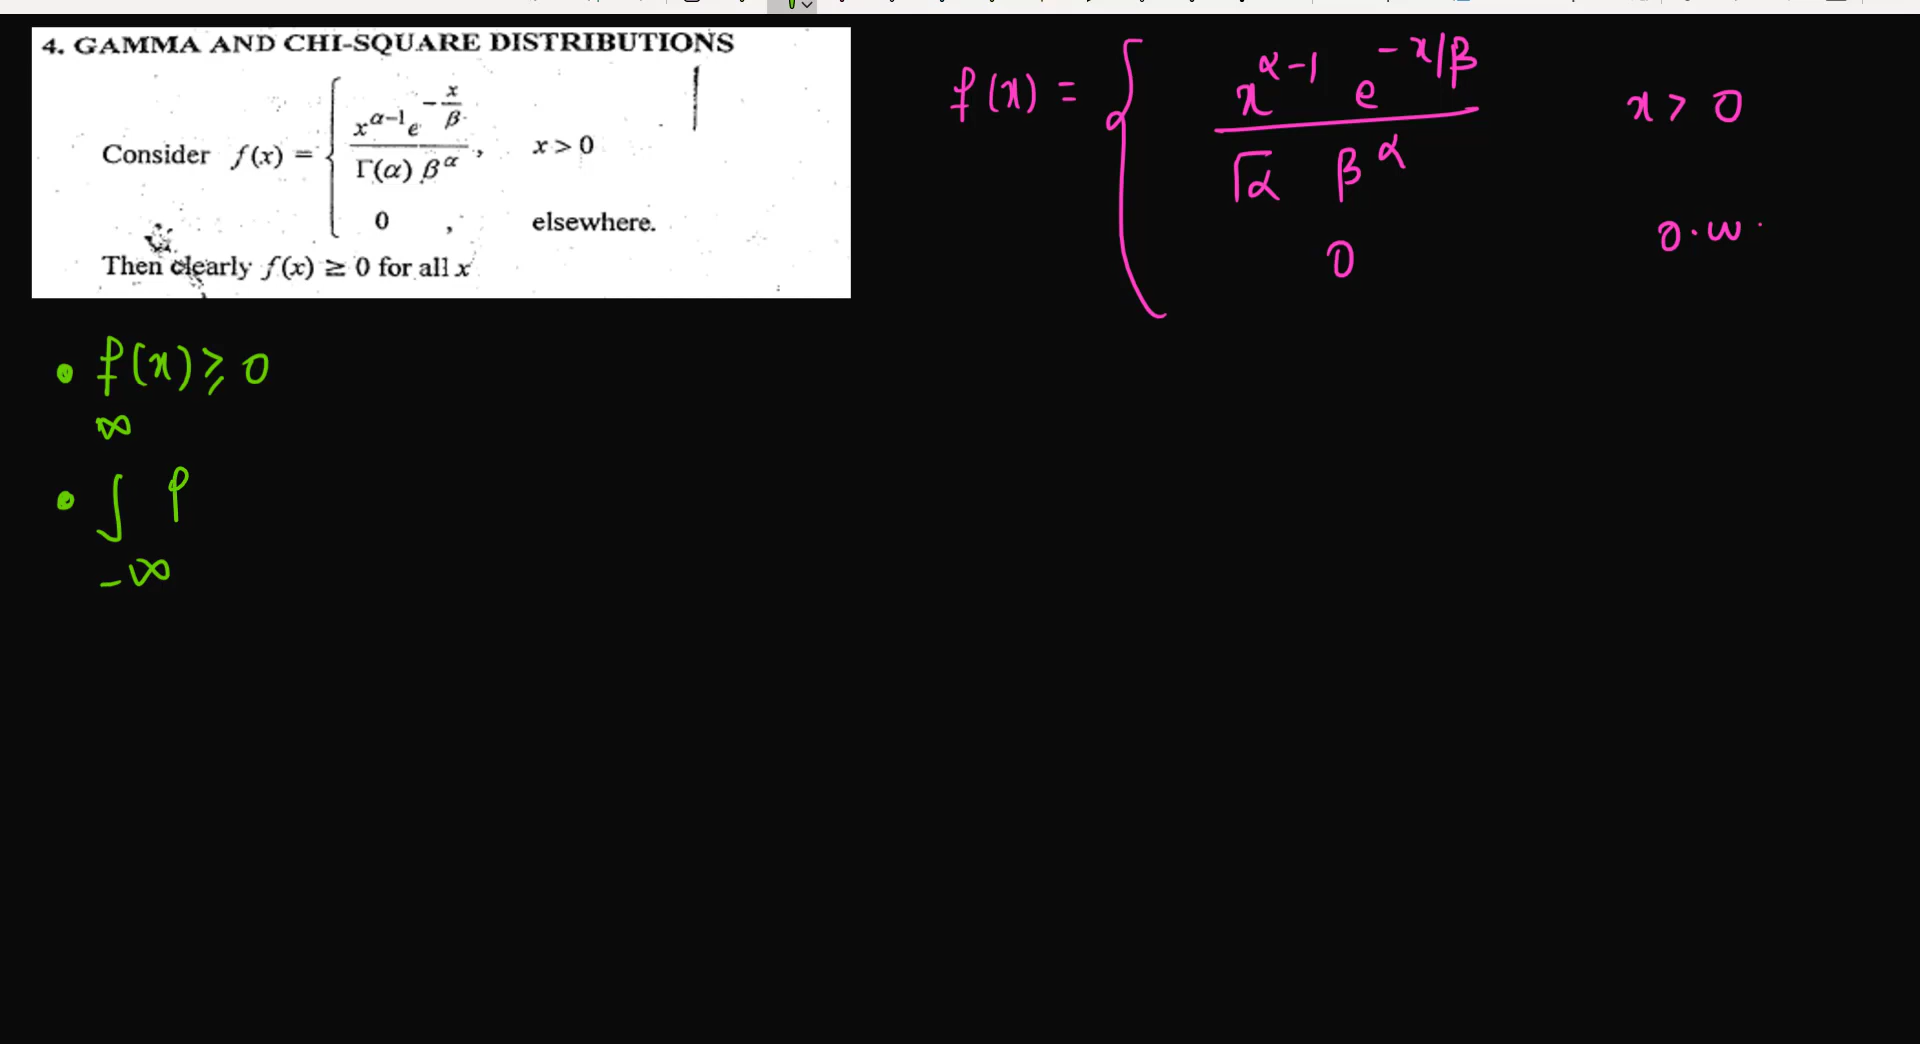 4. GAMMA AND CHI-SQUARE DISTRIBUTIONS
Consider f(x) = { x^{α−1} e^{−x/β} / Γ(α) β^α , x > 0
0 , elsewhere.
Then clearly f(x) ≥ 0 for all x
f(x) = { x^{α−1} e^{−x/β} / Γα β^α x > 0
0 o.w.
• f(x) ≥ 0
• ∫_{-∞}^{∞} f